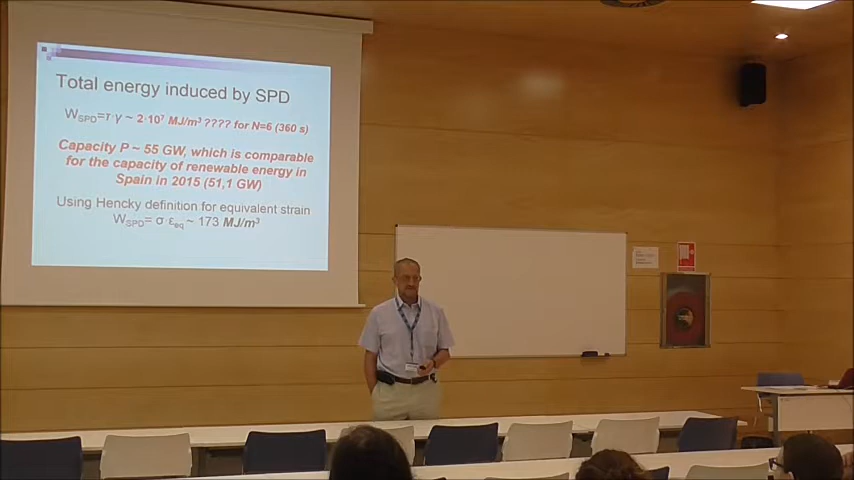 Total energy induced by SPD
W_SPD=τ·γ ~ 2·10⁷ MJ/m³ ???? for N=6 (360 s)
Capacity P ~ 55 GW, which is comparable
for the capacity of renewable energy in
Spain in 2015 (51,1 GW)
Using Hencky definition for equivalent strain
W_SPD= σ·ε_eq ~ 173 MJ/m³